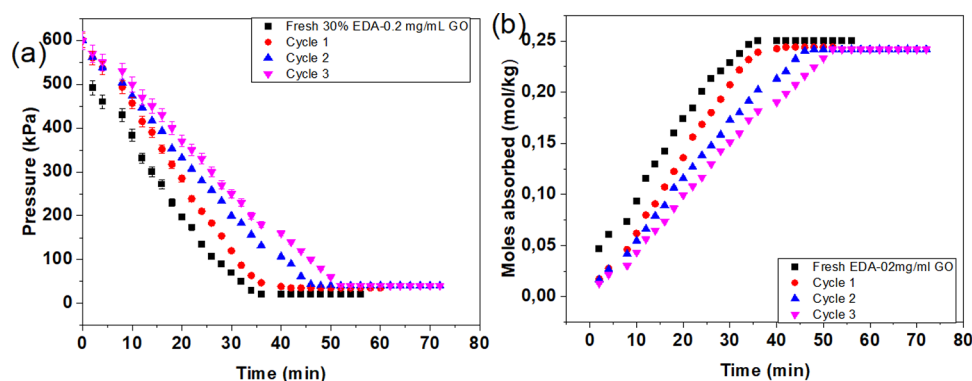 (a)
Pressure (kPa)
600
500
400
300
200
100
0
Fresh 30% EDA-0.2 mg/mL GO
Cycle 1
Cycle 2
Cycle 3
0 10 20 30 40 50 60 70 80
Time (min)
(b)
Moles absorbed (mol/kg)
0,25
0,20
0,15
0,10
0,05
0,00
Fresh EDA-02mg/ml GO
Cycle 1
Cycle 2
Cycle 3
0 10 20 30 40 50 60 70 80
Time (min)